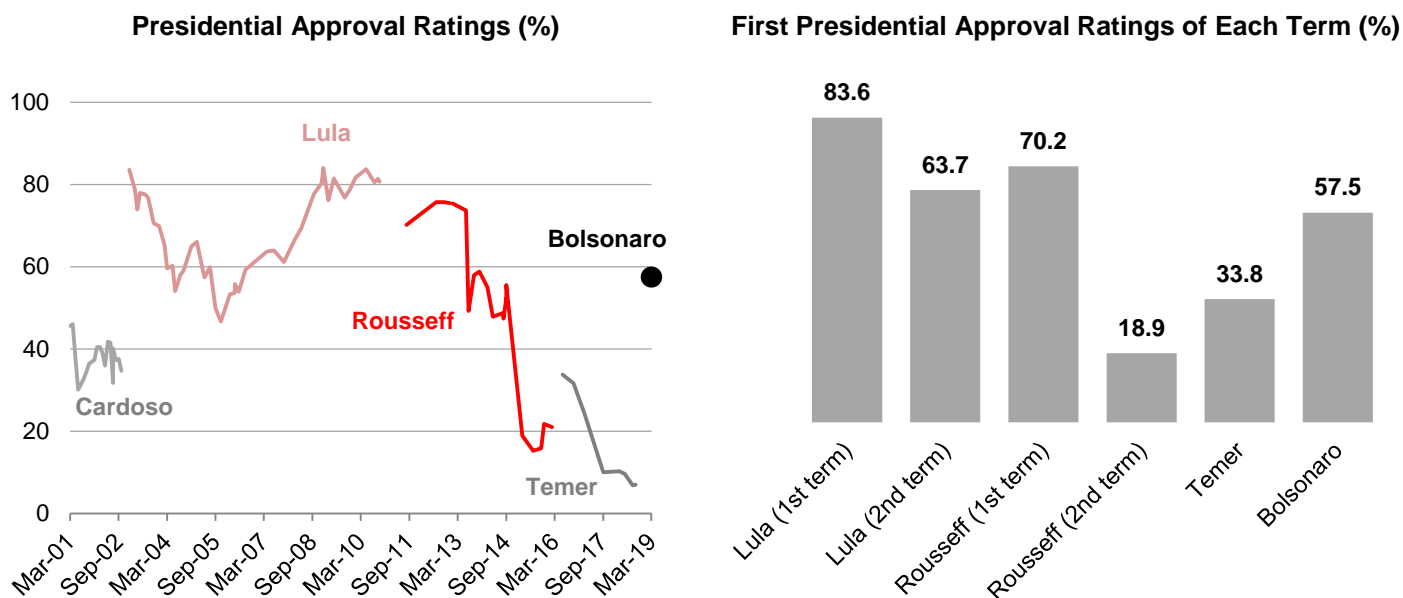 Presidential Approval Ratings (%)
100
80
60
40
20
0
Lula
Bolsonaro
Rousseff
Cardoso
Temer
Mar-01
Sep-02
Mar-04
Sep-05
Mar-07
Sep-08
Mar-10
Sep-11
Mar-13
Sep-14
Mar-16
Sep-17
Mar-19
First Presidential Approval Ratings of Each Term (%)
83.6
63.7
70.2
18.9
33.8
57.5
Lula (1st term)
Lula (2nd term)
Rousseff (1st term)
Rousseff (2nd term)
Temer
Bolsonaro